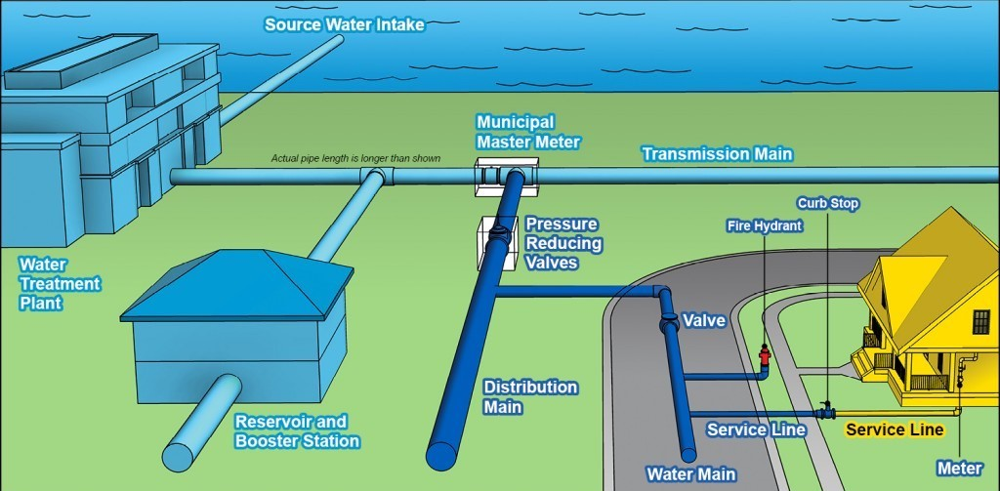 Source Water Intake
Municipal
Master Meter
Actual pipe length is longer than shown
Transmission Main
Curb Stop
Fire Hydrant
Pressure
Reducing
Valves
Water
Treatment
Plant
Valve
Distribution
Main
Reservoir and
Booster Station
Service Line
Service Line
Water Main
Meter